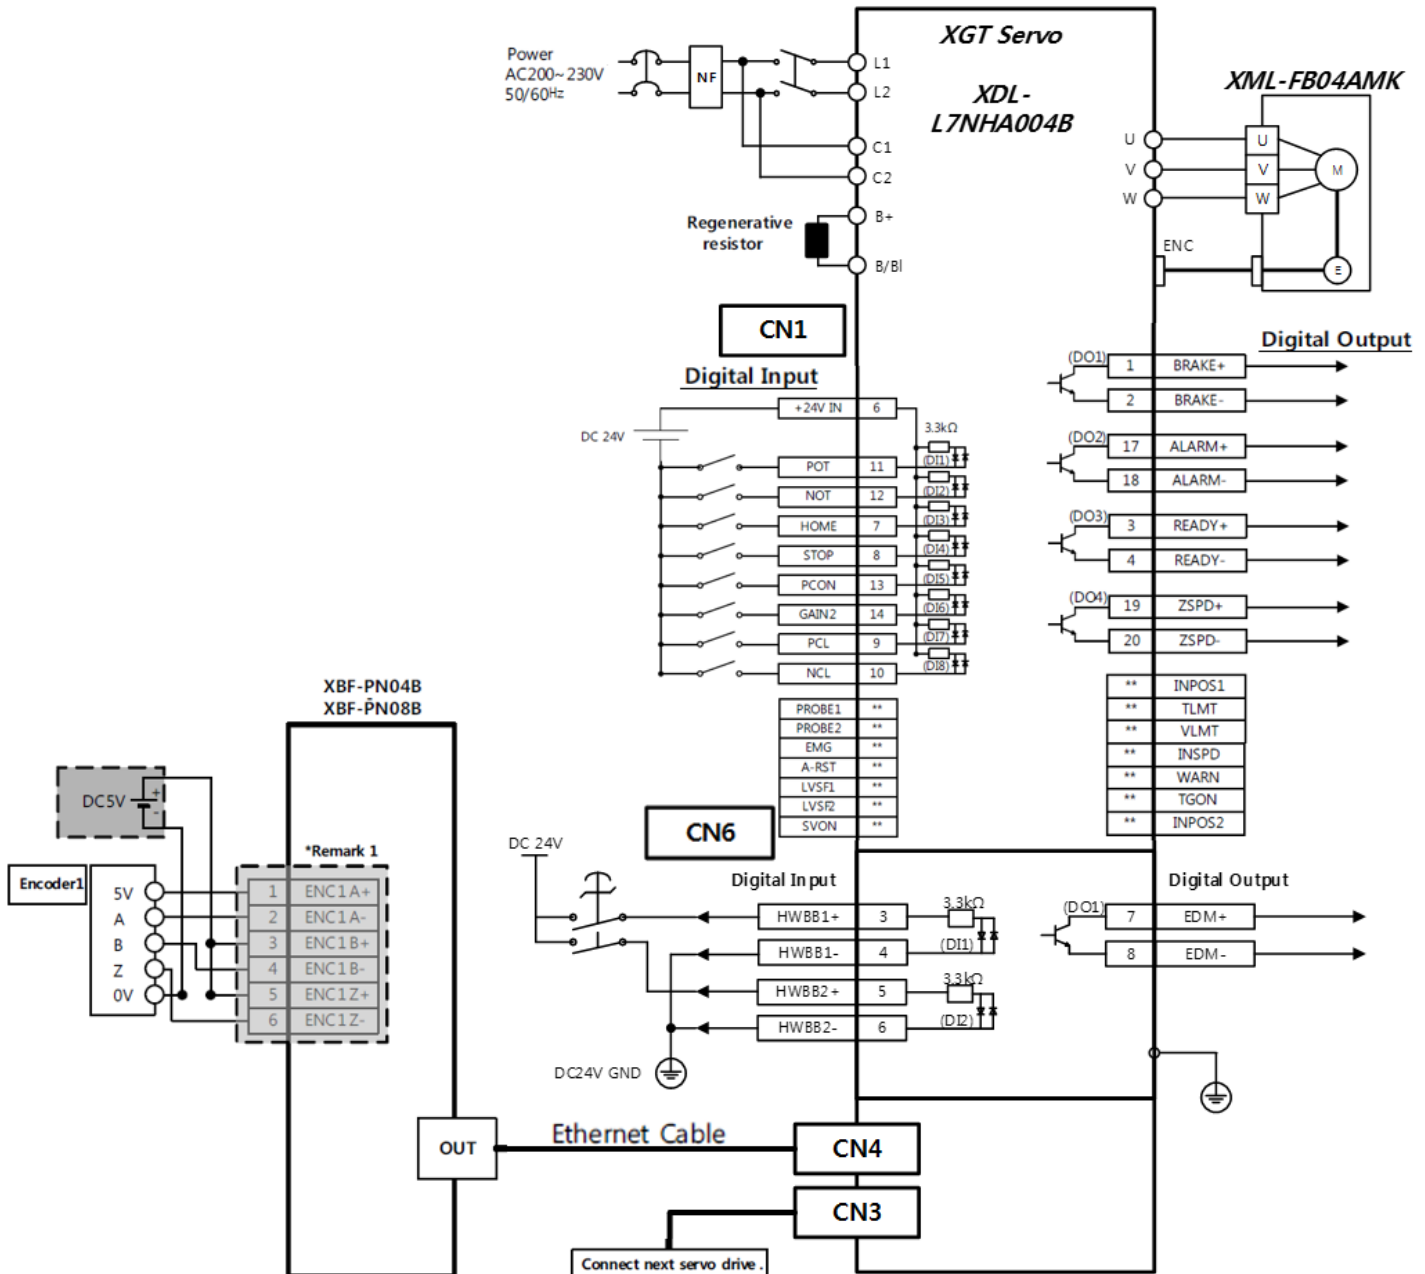 XGT Servo
XDL-
L7NHA004B
XML-FB04AMK
Power
AC200~230V
50/60Hz
NF
L1
L2
C1
C2
Regenerative
resistor
B+
B/BI
U
V
W
U
V
W
M
ENC
E
CN1
Digital Input
DC 24V
+24V IN 6
3.3kΩ
POT 11 (DI1)
NOT 12 (DI2)
HOME 7 (DI3)
STOP 8 (DI4)
PCON 13 (DI5)
GAIN2 14 (DI6)
PCL 9 (DI7)
NCL 10 (DI8)
PROBE1 **
PROBE2 **
EMG **
A-RST **
LVSF1 **
LVSF2 **
SVON **
Digital Output
(DO1) 1 BRAKE+
2 BRAKE-
(DO2) 17 ALARM+
18 ALARM-
(DO3) 3 READY+
4 READY-
(DO4) 19 ZSPD+
20 ZSPD-
** INPOS1
** TLMT
** VLMT
** INSPD
** WARN
** TGON
** INPOS2
CN6
DC 24V
Digital Input
HWBB1+ 3 3.3kΩ
HWBB1- 4 (DI1)
HWBB2+ 5 3.3kΩ
HWBB2- 6 (DI2)
DC24V GND
Digital Output
(DO1) 7 EDM+
8 EDM-
XBF-PN04B
XBF-PN08B
DC5V + -
*Remark 1
Encoder1
5V
A
B
Z
0V
1 ENC1A+
2 ENC1A-
3 ENC1B+
4 ENC1B-
5 ENC1Z+
6 ENC1Z-
OUT
Ethernet Cable
CN4
CN3
Connect next servo drive .